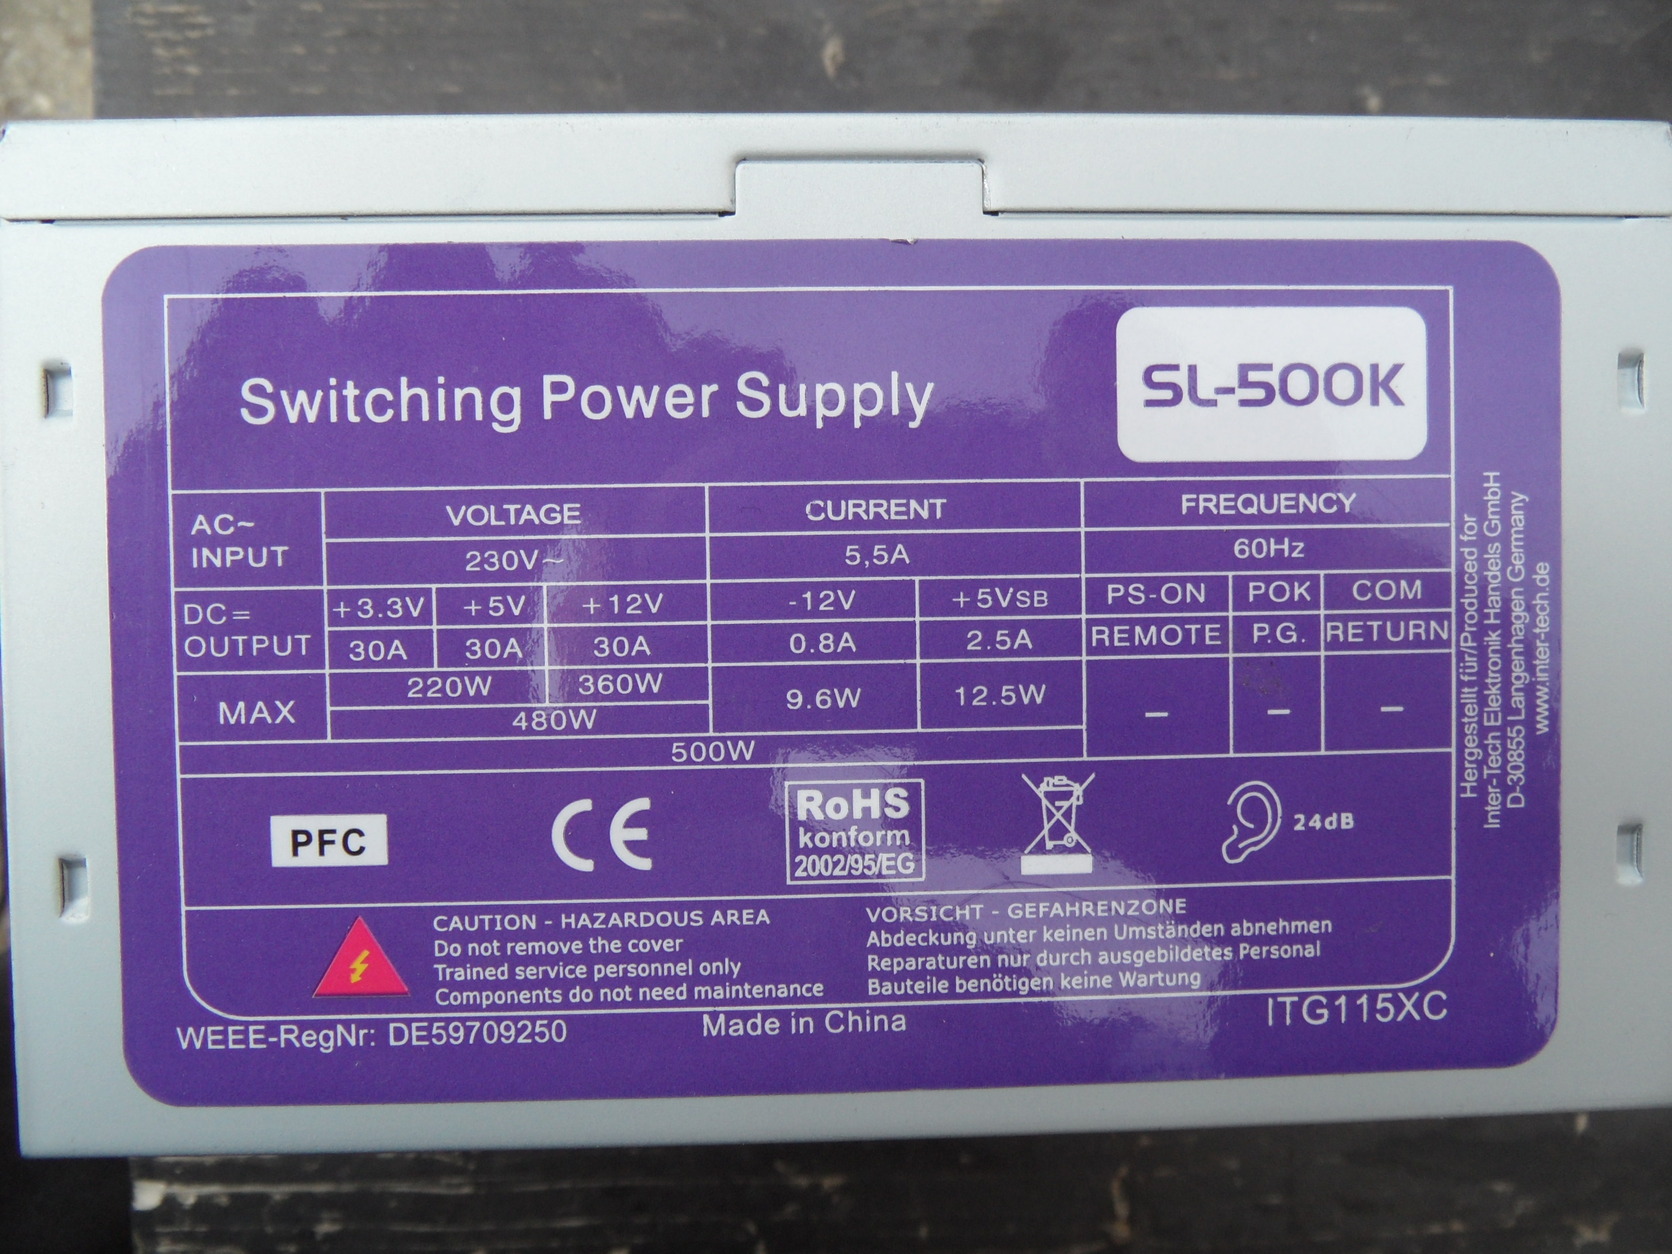 Switching Power Supply
SL-500K
AC~ INPUT
VOLTAGE
CURRENT
FREQUENCY
230V~
5,5A
60Hz
DC= OUTPUT
+3.3V
+5V
+12V
-12V
+5VSB
PS-ON
POK
COM
30A
30A
30A
0.8A
2.5A
REMOTE
P.G.
RETURN
MAX
220W
360W
9.6W
12.5W
–
–
–
480W
500W
PFC
CE
RoHS
konform
2002/95/EG
24dB
CAUTION - HAZARDOUS AREA
Do not remove the cover
Trained service personnel only
Components do not need maintenance
VORSICHT - GEFAHRENZONE
Abdeckung unter keinen Umständen abnehmen
Reparaturen nur durch ausgebildetes Personal
Bauteile benötigen keine Wartung
WEEE-RegNr: DE59709250
Made in China
ITG115XC
Hergestellt für/Produced for
Inter-Tech Elektronik Handels GmbH
D-30855 Langenhagen Germany
www.inter-tech.de